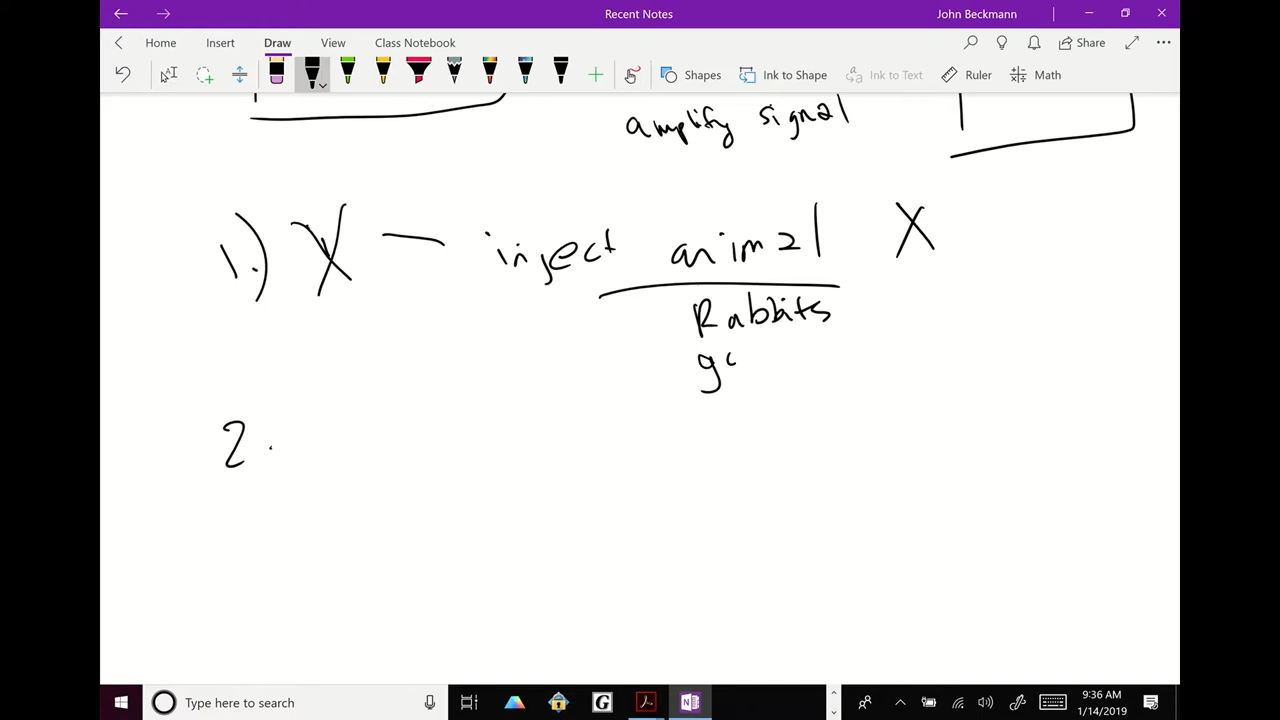 Recent Notes John Beckmann
Home Insert Draw View Class Notebook Share
Shapes Ink to Shape Ink to Text Ruler Math
amplify signal
1.) X — inject animal X
Rabbits
go
2.
Type here to search 9:36 AM
1/14/2019